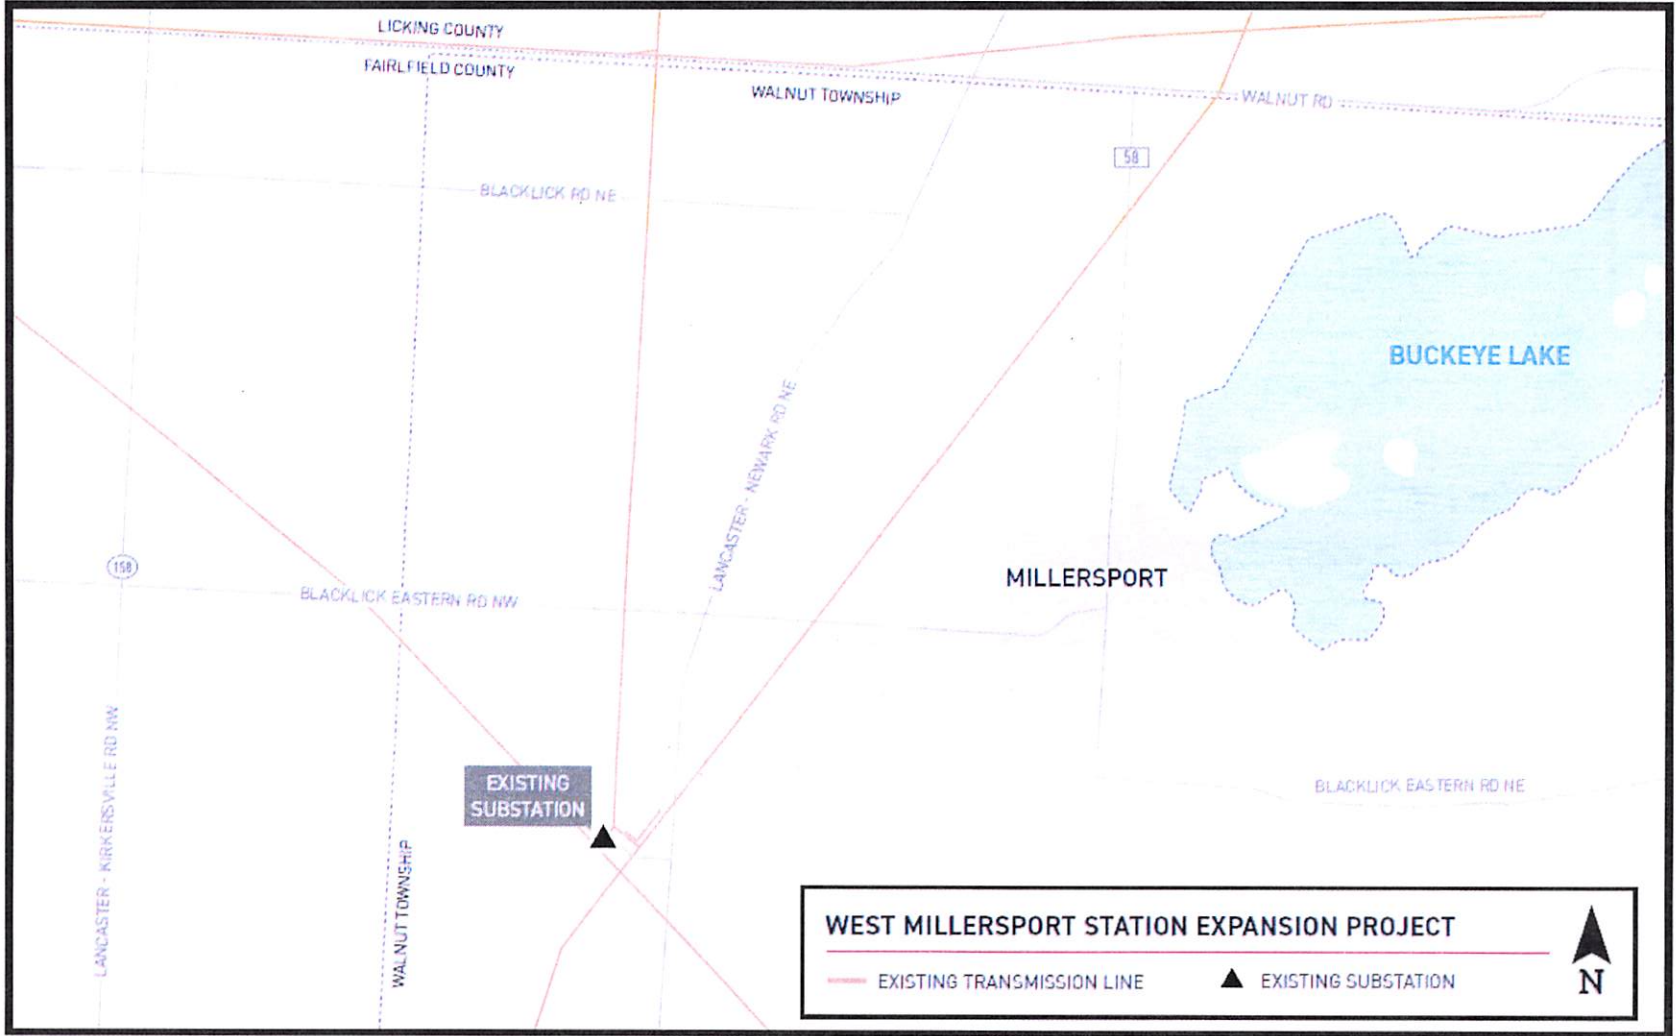 LICKING COUNTY
FAIRLFIELD COUNTY
WALNUT TOWNSHIP
WALNUT RD
58
BLACKLICK RD NE
BUCKEYE LAKE
LANCASTER - NEWARK RD NE
158
BLACKLICK EASTERN RD NW
MILLERSPORT
LANCASTER - KIRKERSVILLE RD NW
EXISTING
SUBSTATION
BLACKLICK EASTERN RD NE
WALNUT TOWNSHIP
WEST MILLERSPORT STATION EXPANSION PROJECT
EXISTING TRANSMISSION LINE
EXISTING SUBSTATION
N